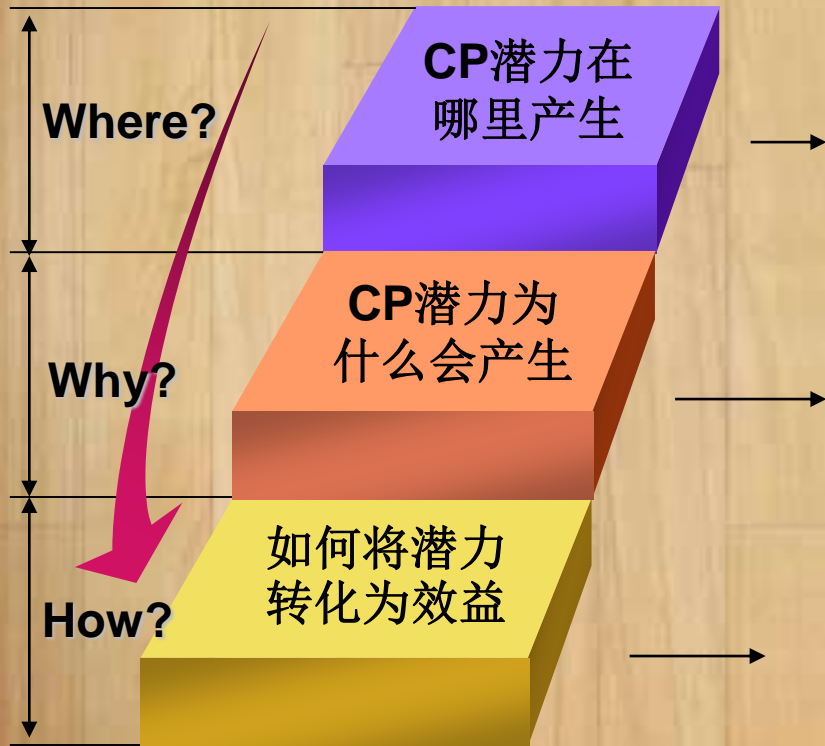 Where?
CP潜力在
哪里产生
Why?
CP潜力为
什么会产生
How?
如何将潜力
转化为效益